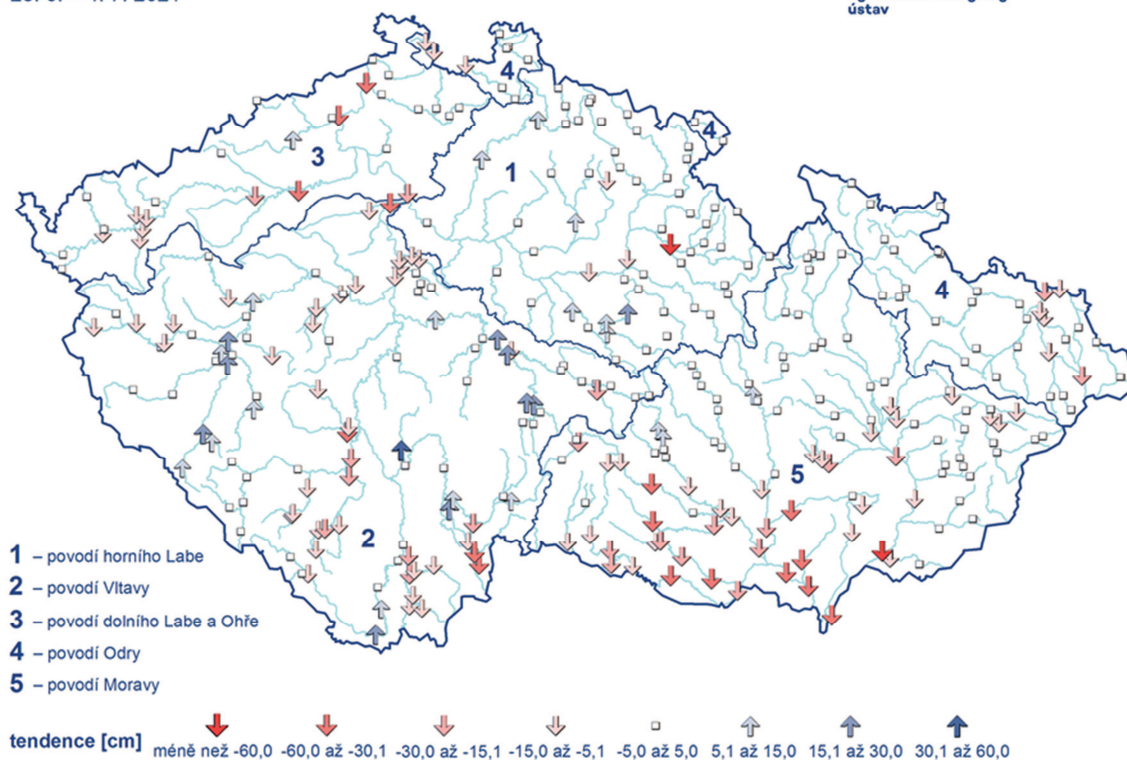 ústav
4
4
3
1
4
5
2
1 – povodí horního Labe
2 – povodí Vltavy
3 – povodí dolního Labe a Ohře
4 – povodí Odry
5 – povodí Moravy
tendence [cm]
méně než -60,0 -60,0 až -30,1 -30,0 až -15,1 -15,0 až -5,1 -5,0 až 5,0 5,1 až 15,0 15,1 až 30,0 30,1 až 60,0